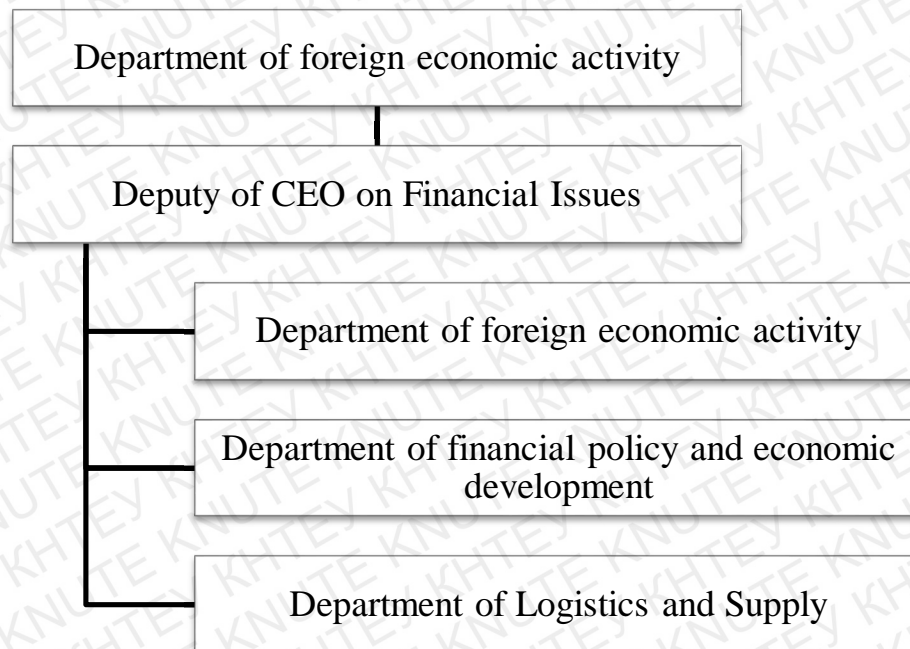 Department of foreign economic activity
Deputy of CEO on Financial Issues
Department of foreign economic activity
Department of financial policy and economic
development
Department of Logistics and Supply